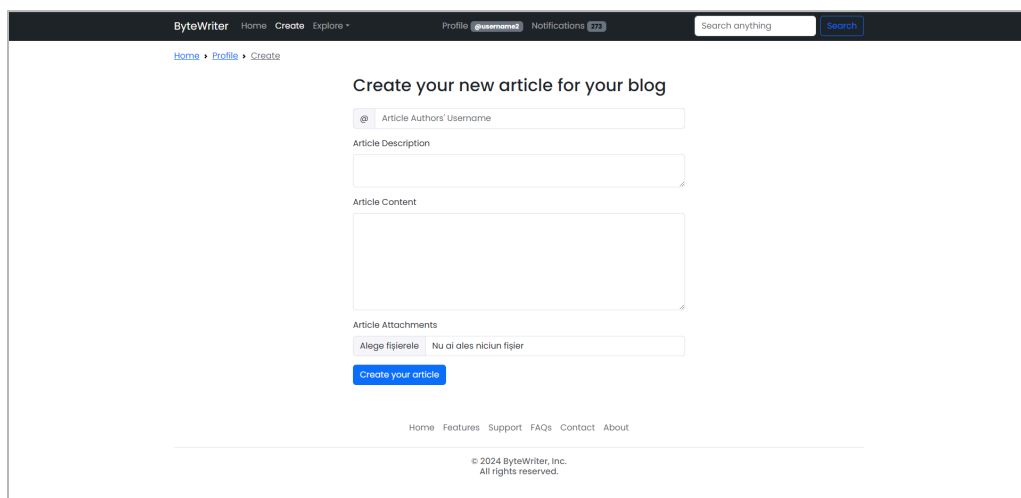 ByteWriter Home Create Explore Profile @username2 Notifications 273 Search anything Search
Home › Profile › Create
Create your new article for your blog
@ Article Authors' Username
Article Description
Article Content
Article Attachments
Alege fișierele Nu ai ales niciun fișier
Create your article
Home Features Support FAQs Contact About
© 2024 ByteWriter, Inc.
All rights reserved.